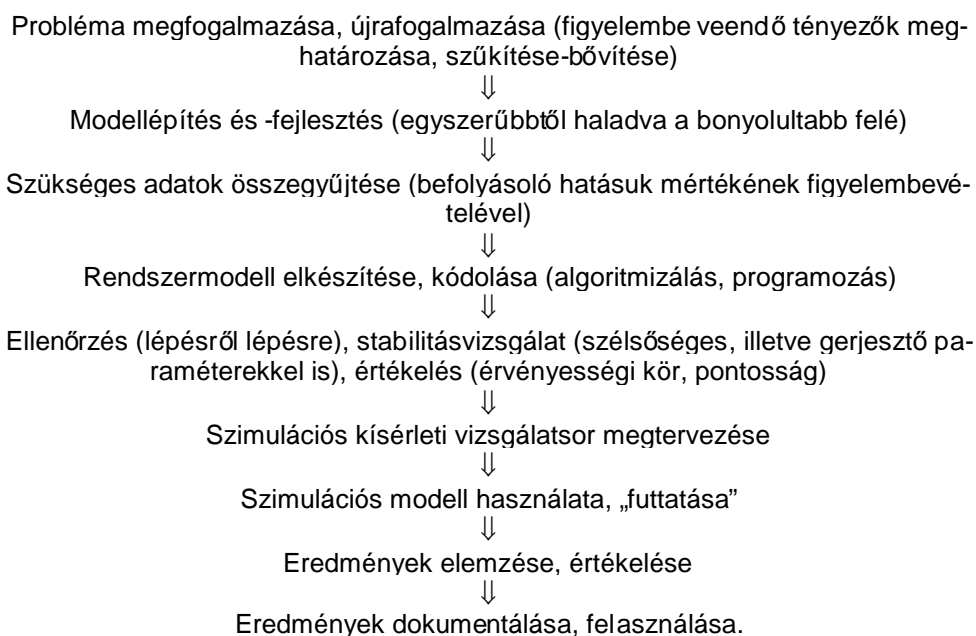 Probléma megfogalmazása, újrafogalmazása (figyelembe veendő tényezők meg-
határozása, szűkítése-bővítése)
⇓
Modellépítés és -fejlesztés (egyszerűbbtől haladva a bonyolultabb felé)
⇓
Szükséges adatok összegyűjtése (befolyásoló hatásuk mértékének figyelembevé-
telével)
⇓
Rendszermodell elkészítése, kódolása (algoritmizálás, programozás)
⇓
Ellenőrzés (lépésről lépésre), stabilitásvizsgálat (szélsőséges, illetve gerjesztő pa-
raméterekkel is), értékelés (érvényességi kör, pontosság)
⇓
Szimulációs kísérleti vizsgálatsor megtervezése
⇓
Szimulációs modell használata, „futtatása”
⇓
Eredmények elemzése, értékelése
⇓
Eredmények dokumentálása, felasználása.